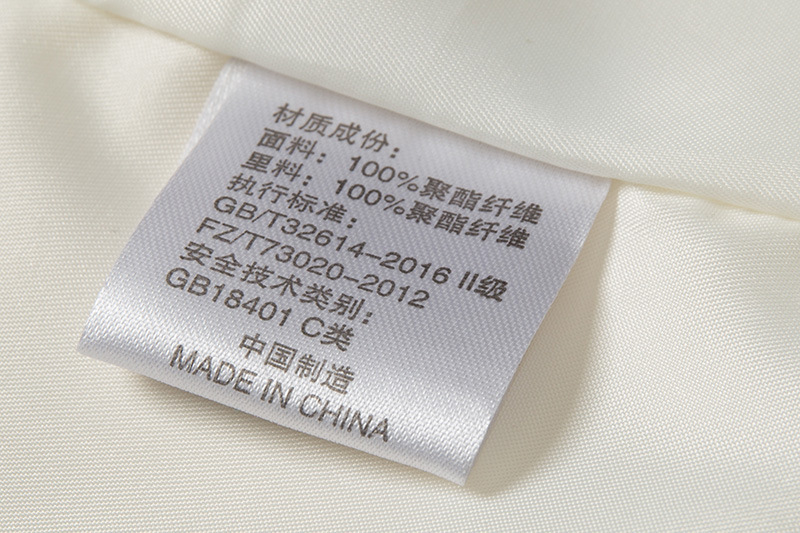 材质成份：
面料：100%聚酯纤维
里料：100%聚酯纤维
执行标准：
GB/T32614-2016 II级
FZ/T73020-2012
安全技术类别：
GB18401 C类
中国制造
MADE IN CHINA